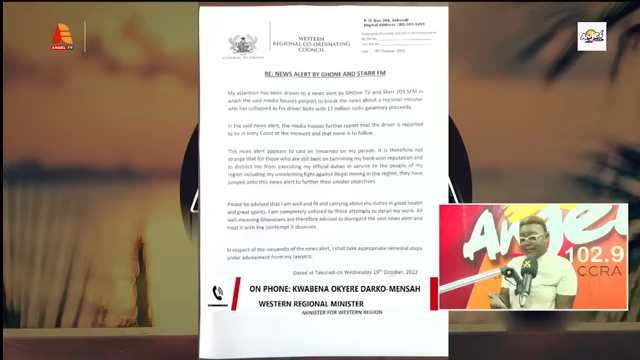 ANGEL TV
WESTERN
REGIONAL CO-ORDINATING
COUNCIL
P. O. Box 304, Sekondi
RE: NEWS ALERT BY GHONE AND STARR FM
My attention has been drawn to a news alert by GHOne TV and Starr 103.5FM in
which the said media houses purport to break the news about a regional minister
who has collapsed as his driver bolts with 17 million cedis galamsey proceeds.
In the said news alert, the media houses further report that the driver is reported
to be in Ivory Coast at the moment and that more is to follow.
This news alert appears to cast an innuendo on my person. It is therefore not
strange that for those who are still bent on tarnishing my hard-won reputation and
to distract me from executing my official duties in service to the people of my
region including my unrelenting fight against illegal mining in the region, they have
jumped onto this news alert to further their sinister objectives.
Please be advised that I am well and fit and carrying about my duties in good health
and great spirits. I am completely unfazed by these attempts to derail my work. All
well-meaning Ghanaians are therefore advised to disregard the said news alert and
treat it with the contempt it deserves.
In respect of the innuendo of the news alert, I shall take appropriate remedial steps
under advisement from my lawyers.
Dated at Takoradi on Wednesday 19th October, 2022
ON PHONE: KWABENA OKYERE DARKO-MENSAH
WESTERN REGIONAL MINISTER
MINISTER FOR WESTERN REGION
Angel
102.9
CCRA